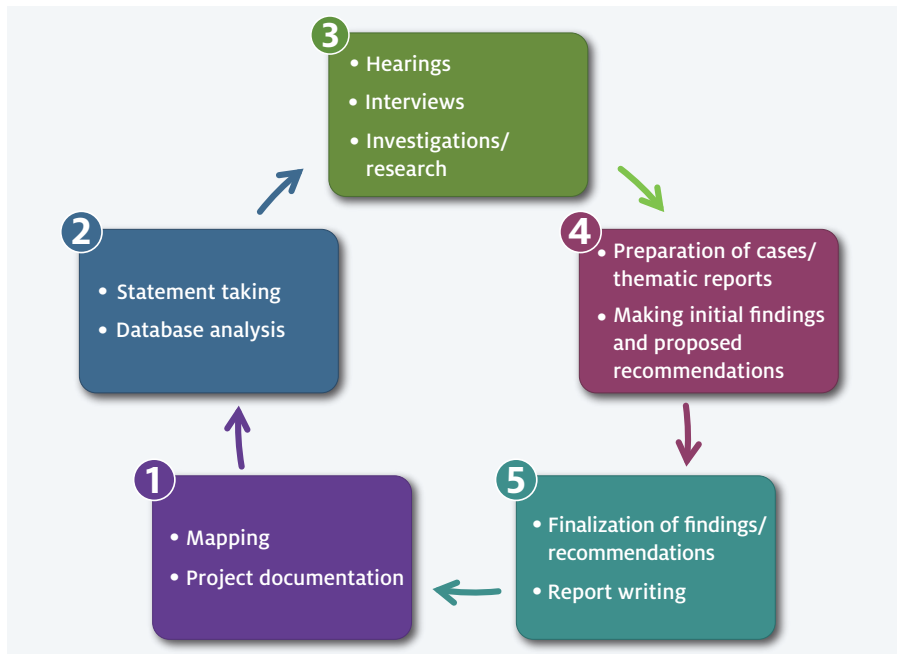 1
• Mapping
• Project documentation
2
• Statement taking
• Database analysis
3
• Hearings
• Interviews
• Investigations/
research
4
• Preparation of cases/
thematic reports
• Making initial findings
and proposed
recommendations
5
• Finalization of findings/
recommendations
• Report writing